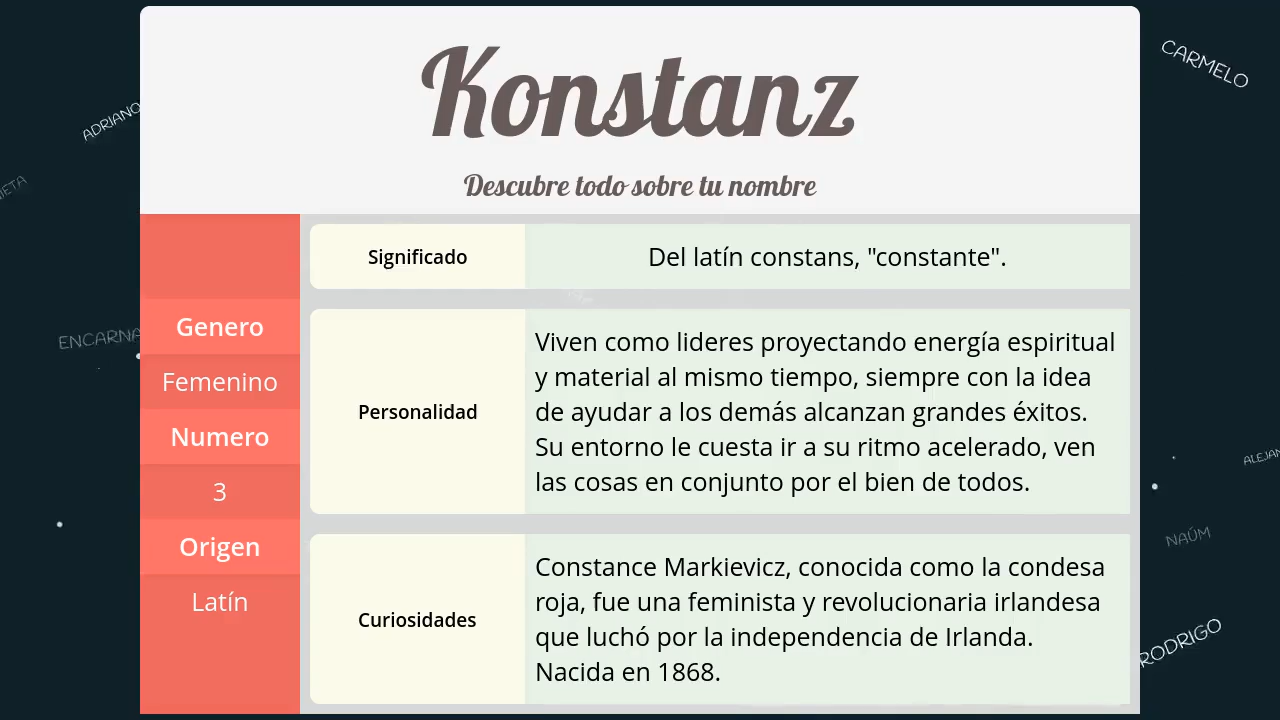 Konstanz
Descubre todo sobre tu nombre
Genero
Femenino
Numero
3
Origen
Latín
Significado
Del latín constans, "constante".
Personalidad
Viven como lideres proyectando energía espiritual
y material al mismo tiempo, siempre con la idea
de ayudar a los demás alcanzan grandes éxitos.
Su entorno le cuesta ir a su ritmo acelerado, ven
las cosas en conjunto por el bien de todos.
Curiosidades
Constance Markievicz, conocida como la condesa
roja, fue una feminista y revolucionaria irlandesa
que luchó por la independencia de Irlanda.
Nacida en 1868.
ADRIANO
ENCARNA
CARMELO
ALEJAN
NAÚM
RODRIGO